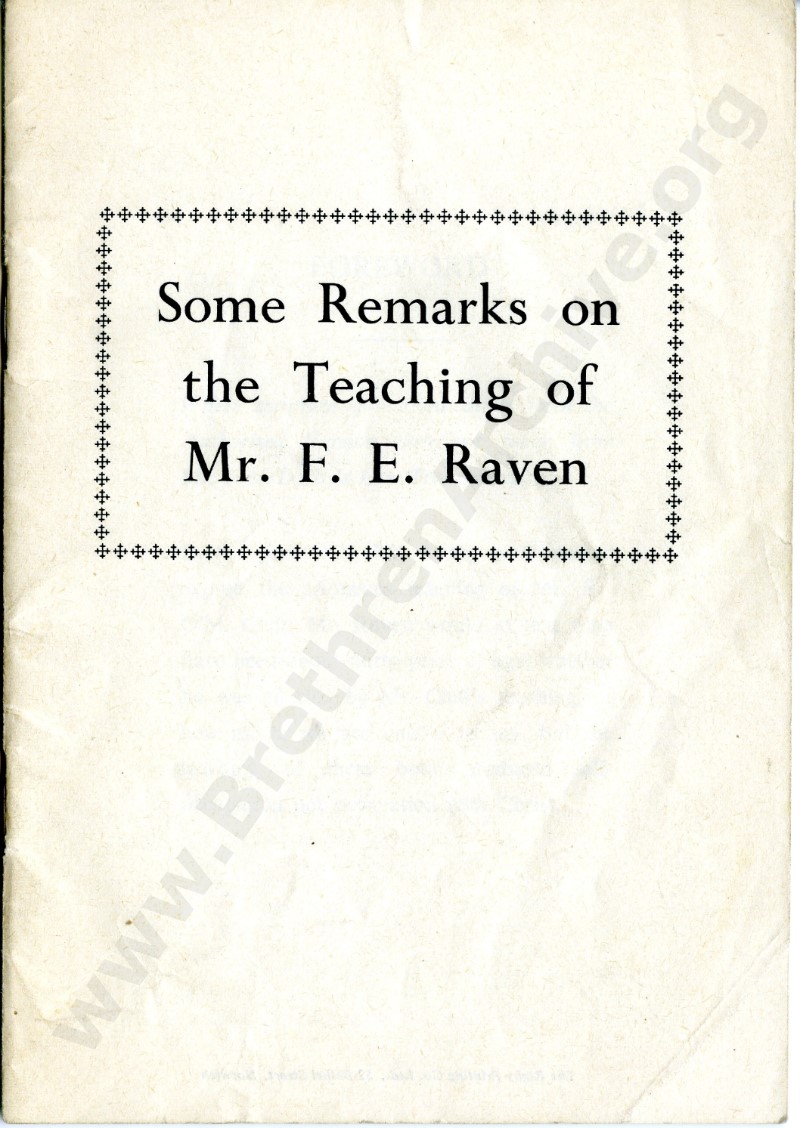 Some Remarks on
the Teaching of
Mr. F. E. Raven
www.BrethrenArchive.org